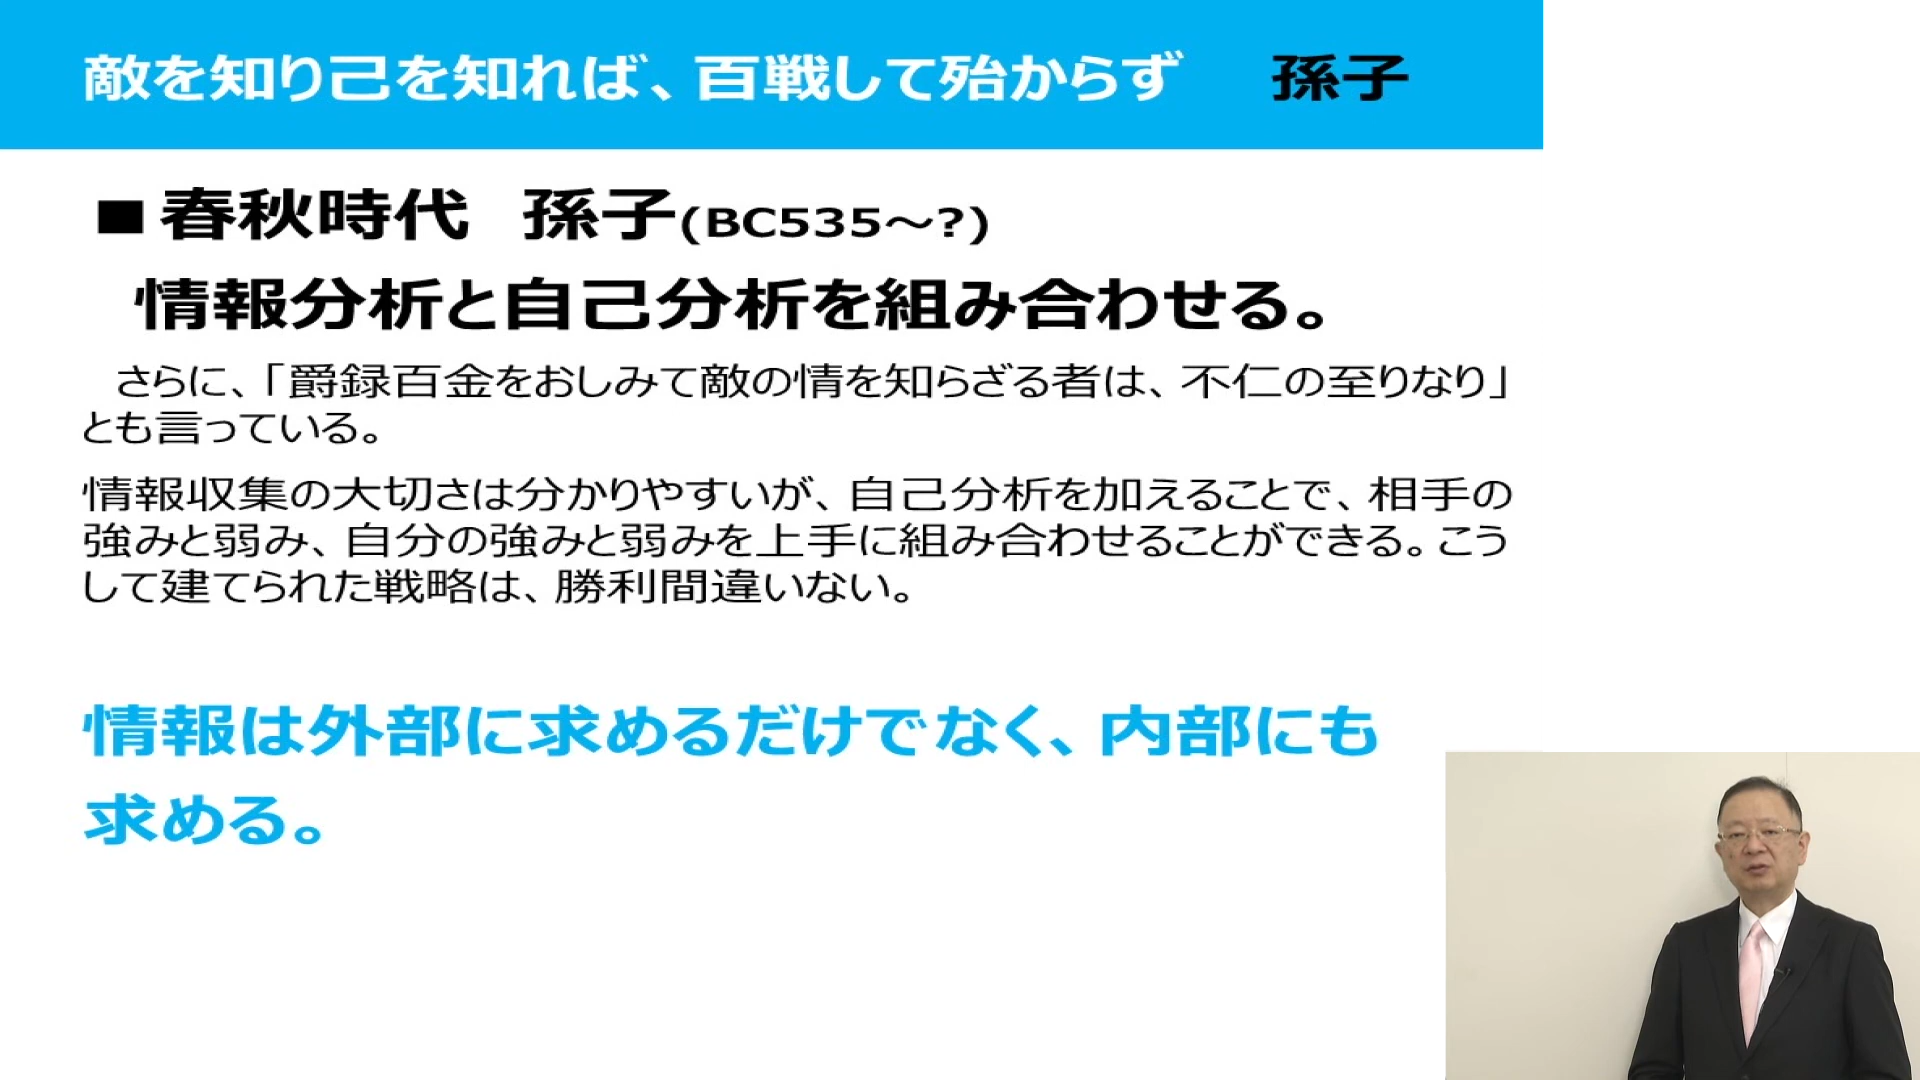 敵を知り己を知れば、百戦して殆からず　孫子
■春秋時代　孫子(BC535～?)
情報分析と自己分析を組み合わせる。
さらに、「爵録百金をおしみて敵の情を知らざる者は、不仁の至りなり」
とも言っている。
情報収集の大切さは分かりやすいが、自己分析を加えることで、相手の
強みと弱み、自分の強みと弱みを上手に組み合わせることができる。こう
して建てられた戦略は、勝利間違いない。
情報は外部に求めるだけでなく、内部にも
求める。